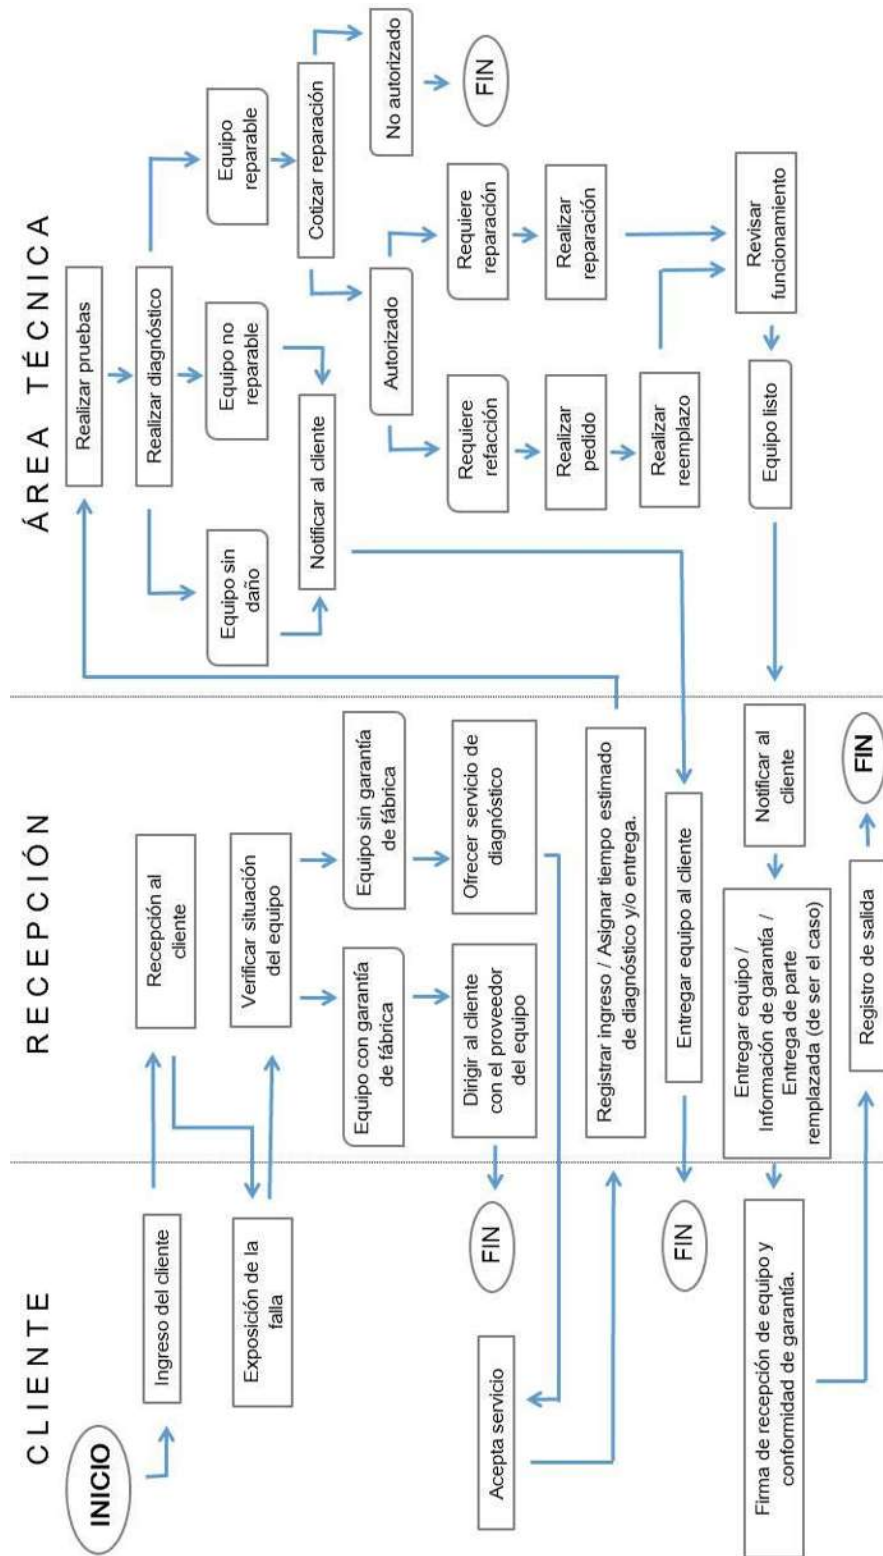 CLIENTE
INICIO
Ingreso del cliente
Exposición de la
falla
FIN
Acepta servicio
FIN
Firma de recepción de equipo y
conformidad de garantía.
RECEPCIÓN
Recepción al
cliente
Verificar situación
del equipo
Equipo con garantía
de fábrica
Equipo sin garantía
de fábrica
Dirigir al cliente
con el proveedor
del equipo
Ofrecer servicio de
diagnóstico
Registrar ingreso / Asignar tiempo estimado
de diagnóstico y/o entrega.
Entregar equipo al cliente
Entregar equipo /
Información de garantía /
Entrega de parte
remplazada (de ser el caso)
Notificar al
cliente
Registro de salida
FIN
ÁREA TÉCNICA
Realizar pruebas
Realizar diagnóstico
Equipo sin
daño
Equipo no
reparable
Equipo
reparable
Notificar al cliente
Cotizar reparación
Autorizado
No autorizado
FIN
Requiere
refacción
Requiere
reparación
Realizar
pedido
Realizar
reparación
Realizar
reemplazo
Revisar
funcionamiento
Equipo listo